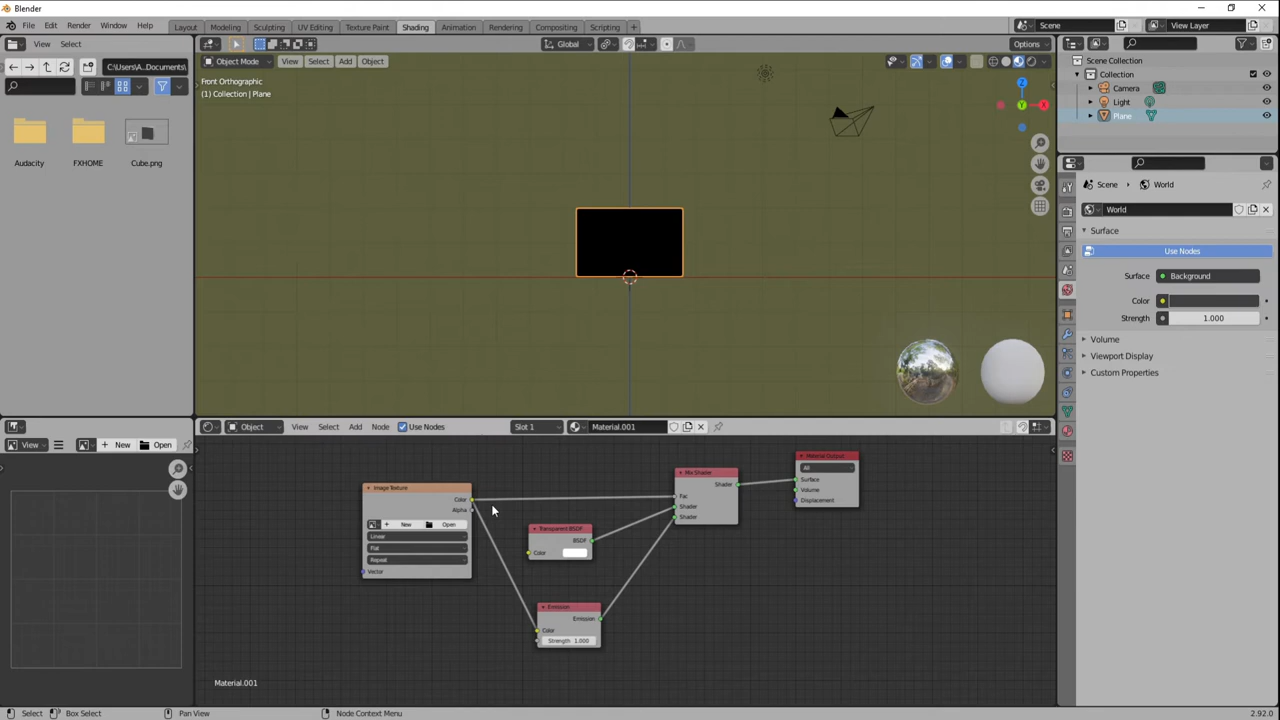 Blender
File Edit Render Window Help Layout Modeling Sculpting UV Editing Texture Paint Shading Animation Rendering Compositing Scripting + Scene View Layer
View Select Global Options
C:\Users\A..Documents\ Object Mode View Select Add Object
Front Orthographic
(1) Collection | Plane
Scene Collection
Collection
Camera
Light
Plane
Audacity FXHOME Cube.png
X
Y
Z
Scene World
World
Surface
Use Nodes
Surface Background
Color
Strength 1.000
Volume
Viewport Display
Custom Properties
Object View Select Add Node Use Nodes Slot 1 Material.001
View New Open
Image Texture
Color
Alpha
New Open
Linear
Flat
Repeat
Vector
Transparent BSDF
BSDF
Color
Emission
Emission
Color
Strength 1.000
Mix Shader
Shader
Fac
Shader
Shader
Material Output
All
Surface
Volume
Displacement
Material.001
Select Box Select Pan View Node Context Menu 2.92.0